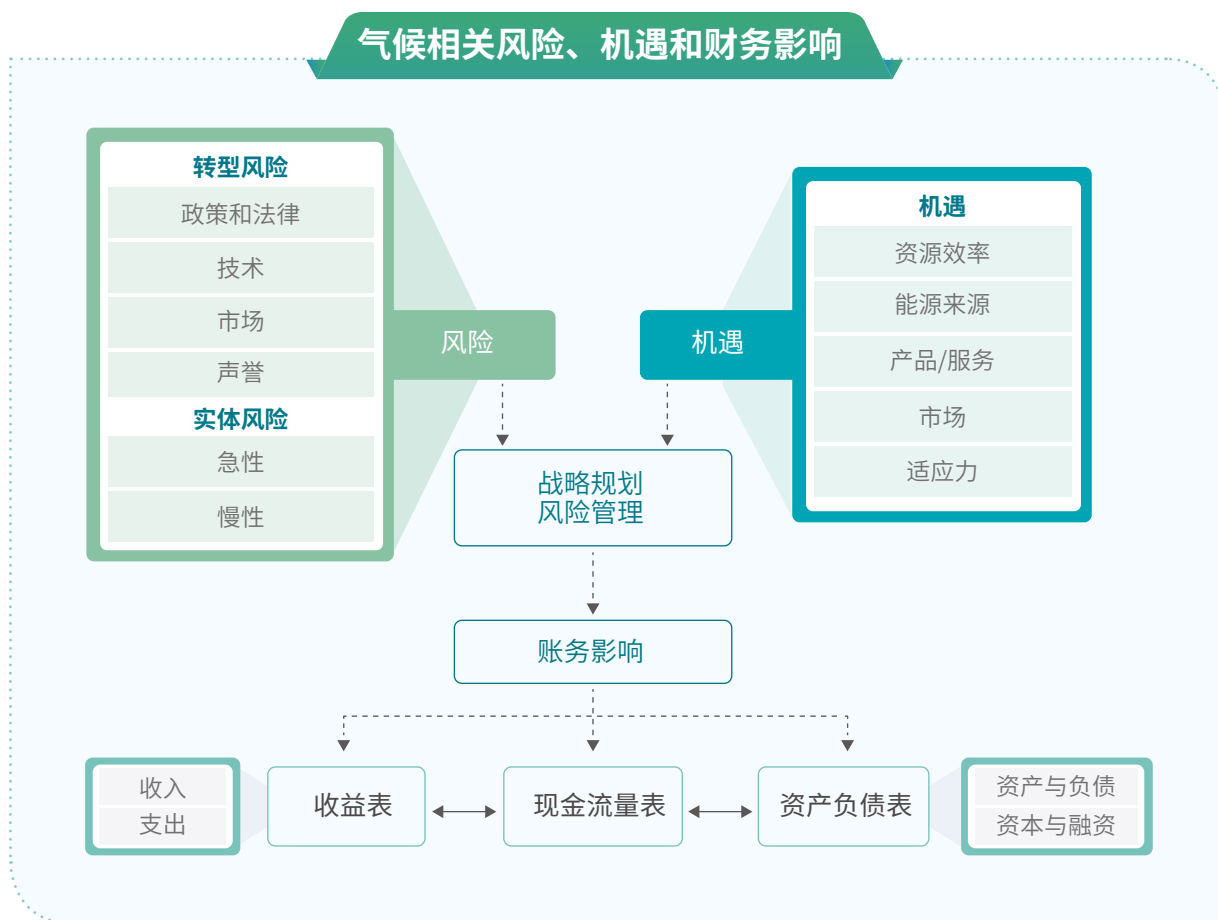 气候相关风险、机遇和财务影响
转型风险
政策和法律
技术
市场
声誉
实体风险
急性
慢性
风险
机遇
机遇
资源效率
能源来源
产品/服务
市场
适应力
战略规划
风险管理
账务影响
收入
支出
收益表
现金流量表
资产负债表
资产与负债
资本与融资